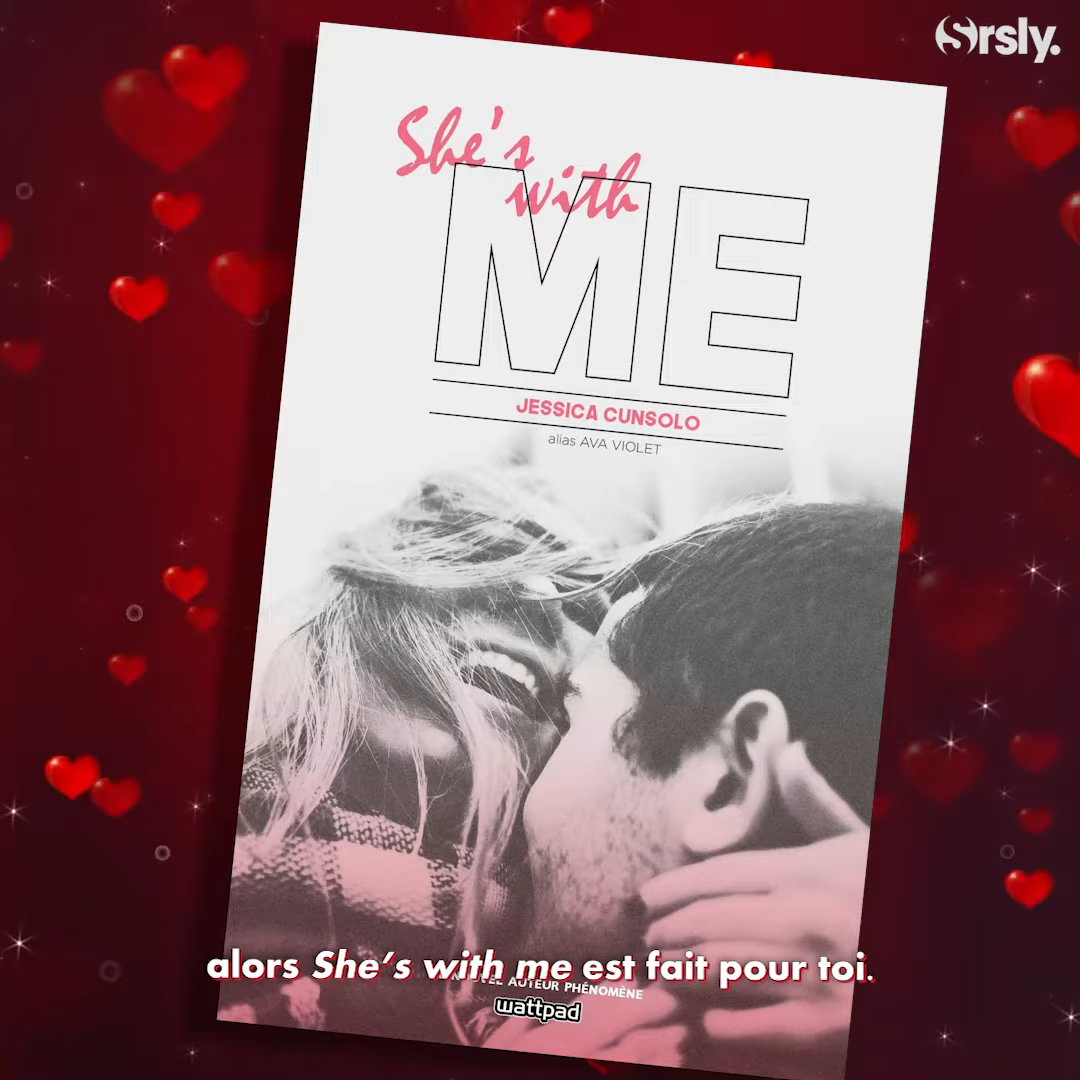 Srsly.
She's
with
ME
JESSICA CUNSOLO
alias AVA VIOLET
alors She's with me est fait pour toi.
AUTEUR PHÉNOMÈNE
wattpad